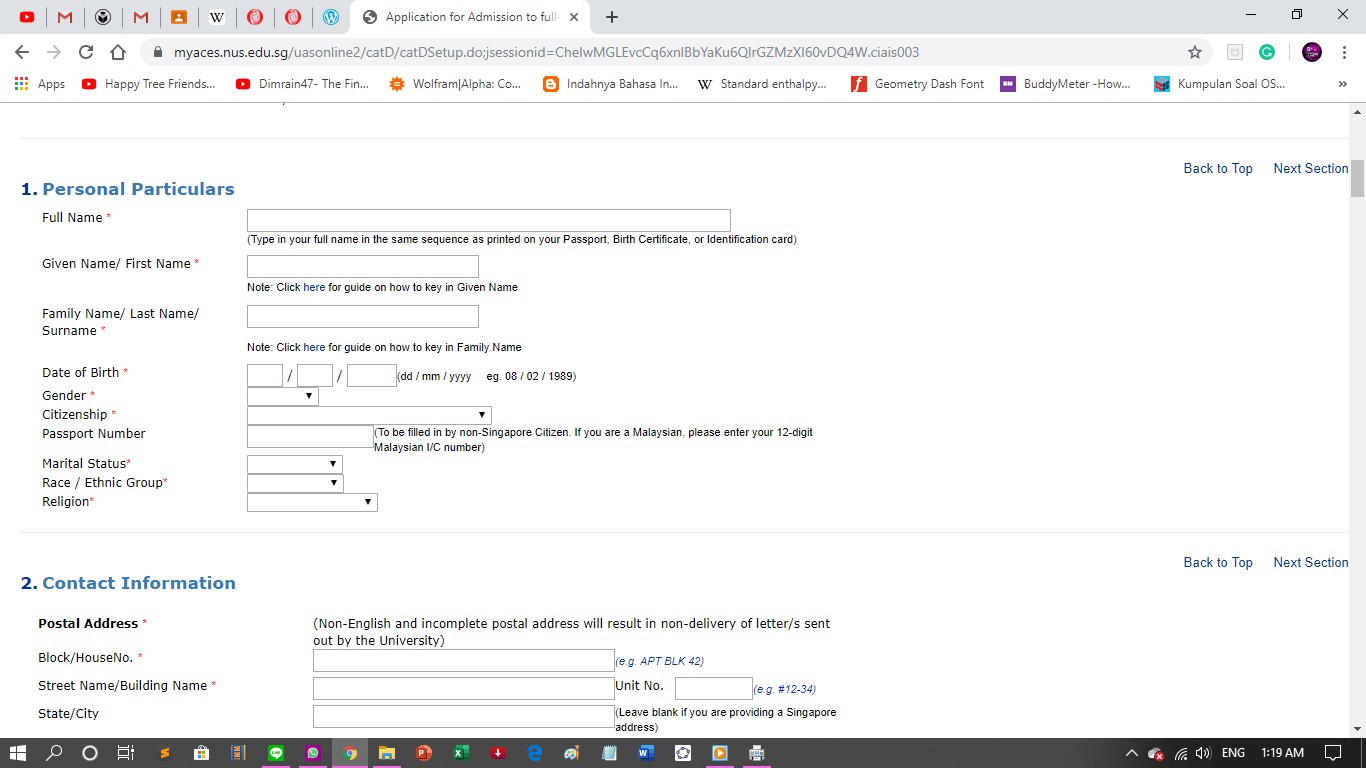 Application for Admission to full
myaces.nus.edu.sg/uasonline2/catD/catDSetup.do;jsessionid=CheIwMGLEvcCq6xnlBbYaKu6QIrGZMzXI60vDQ4W.ciais003
Apps Happy Tree Friends... Dimrain47- The Fin... Wolfram|Alpha: Co... Indahnya Bahasa In... W Standard enthalpy... Geometry Dash Font BuddyMeter -How... Kumpulan Soal OS... »
Back to Top Next Section
1. Personal Particulars
Full Name *
(Type in your full name in the same sequence as printed on your Passport, Birth Certificate, or Identification card)
Given Name/ First Name *
Note: Click here for guide on how to key in Given Name
Family Name/ Last Name/
Surname *
Note: Click here for guide on how to key in Family Name
Date of Birth * / / (dd / mm / yyyy eg. 08 / 02 / 1989)
Gender *
Citizenship *
Passport Number (To be filled in by non-Singapore Citizen. If you are a Malaysian, please enter your 12-digit
Malaysian I/C number)
Marital Status*
Race / Ethnic Group*
Religion*
Back to Top Next Section
2. Contact Information
Postal Address * (Non-English and incomplete postal address will result in non-delivery of letter/s sent
out by the University)
Block/HouseNo. * (e.g. APT BLK 42)
Street Name/Building Name * Unit No. (e.g. #12-34)
State/City (Leave blank if you are providing a Singapore
address)
ENG 1:19 AM